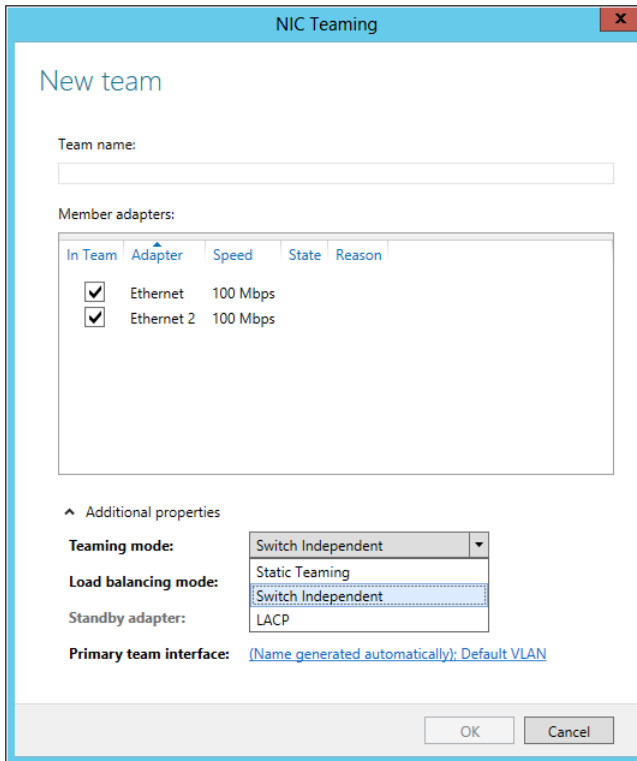 NIC Teaming
x
New team
Team name:
Member adapters:
In Team Adapter Speed State Reason
Ethernet 100 Mbps
Ethernet 2 100 Mbps
Additional properties
Teaming mode: Switch Independent
Static Teaming
Load balancing mode: Switch Independent
Standby adapter: LACP
Primary team interface: (Name generated automatically); Default VLAN
OK Cancel